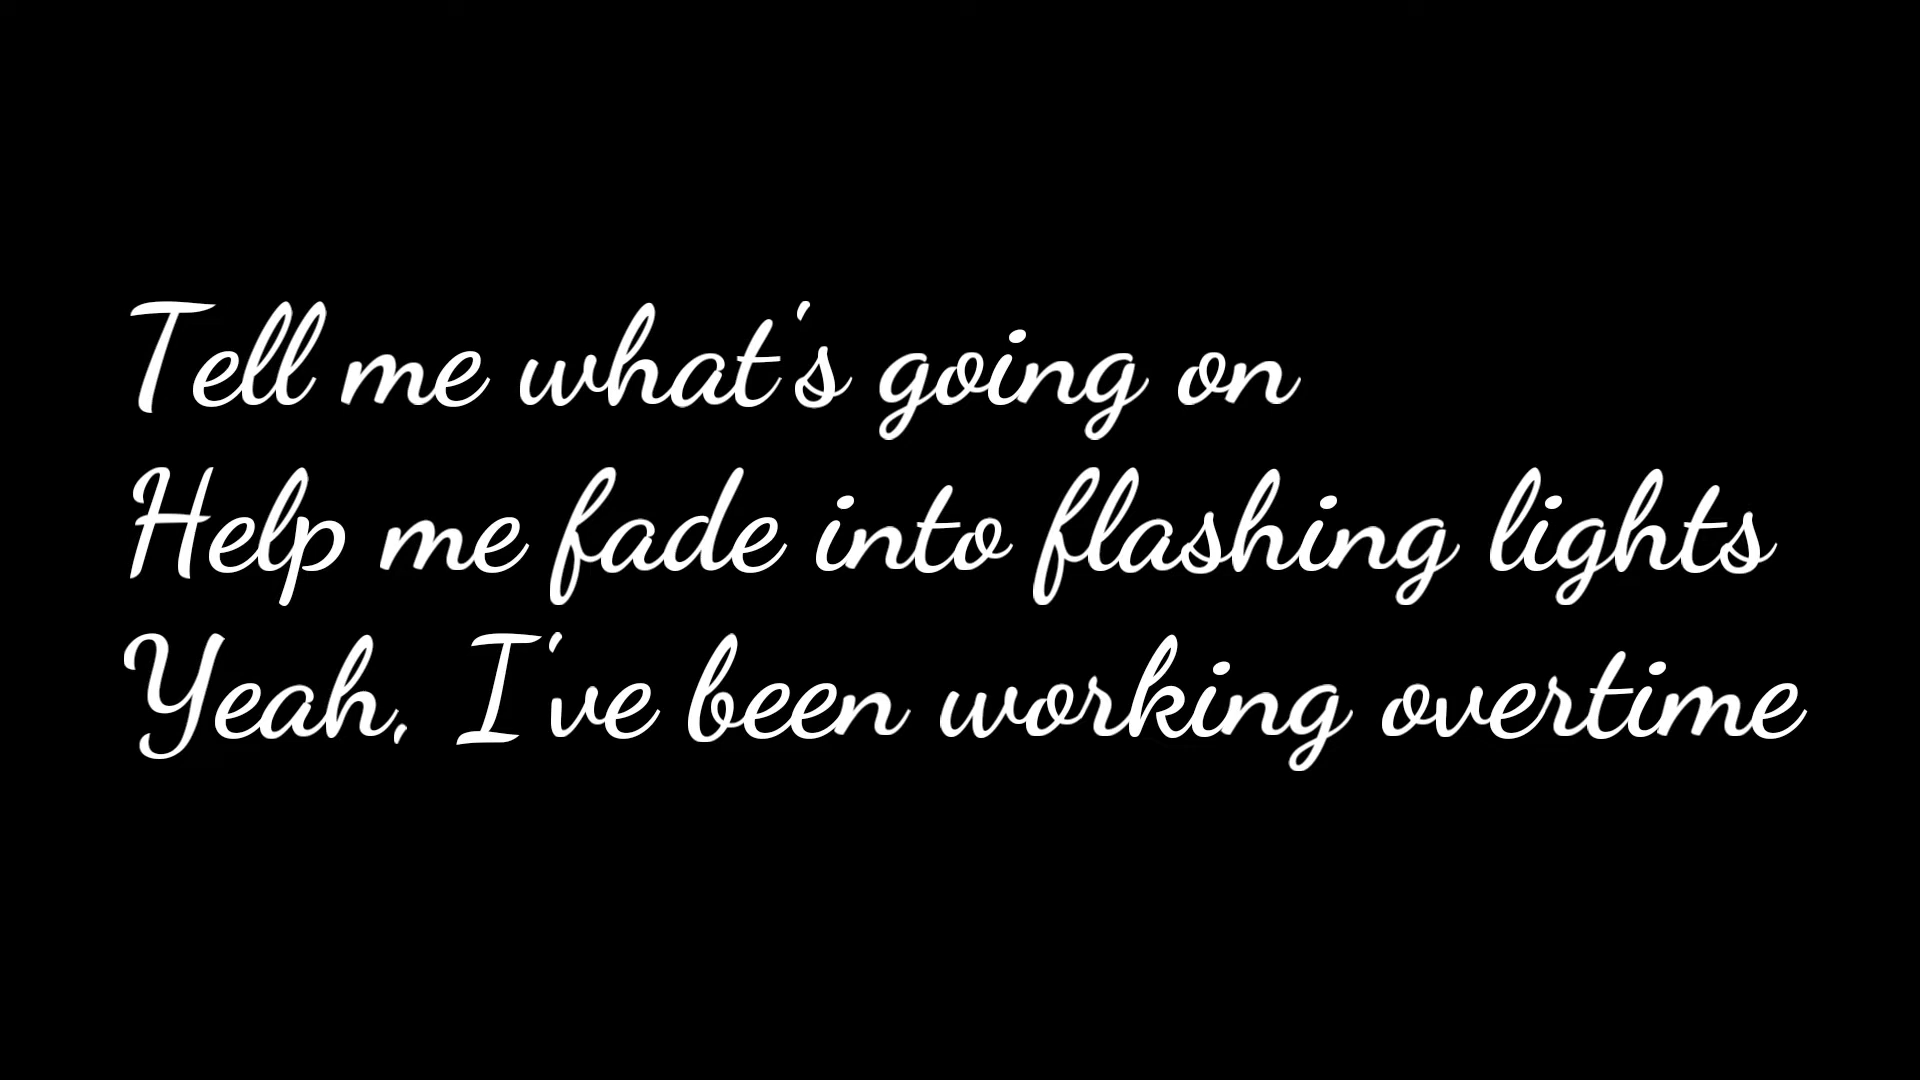 Tell me what's going on
Help me fade into flashing lights
Yeah, I've been working overtime